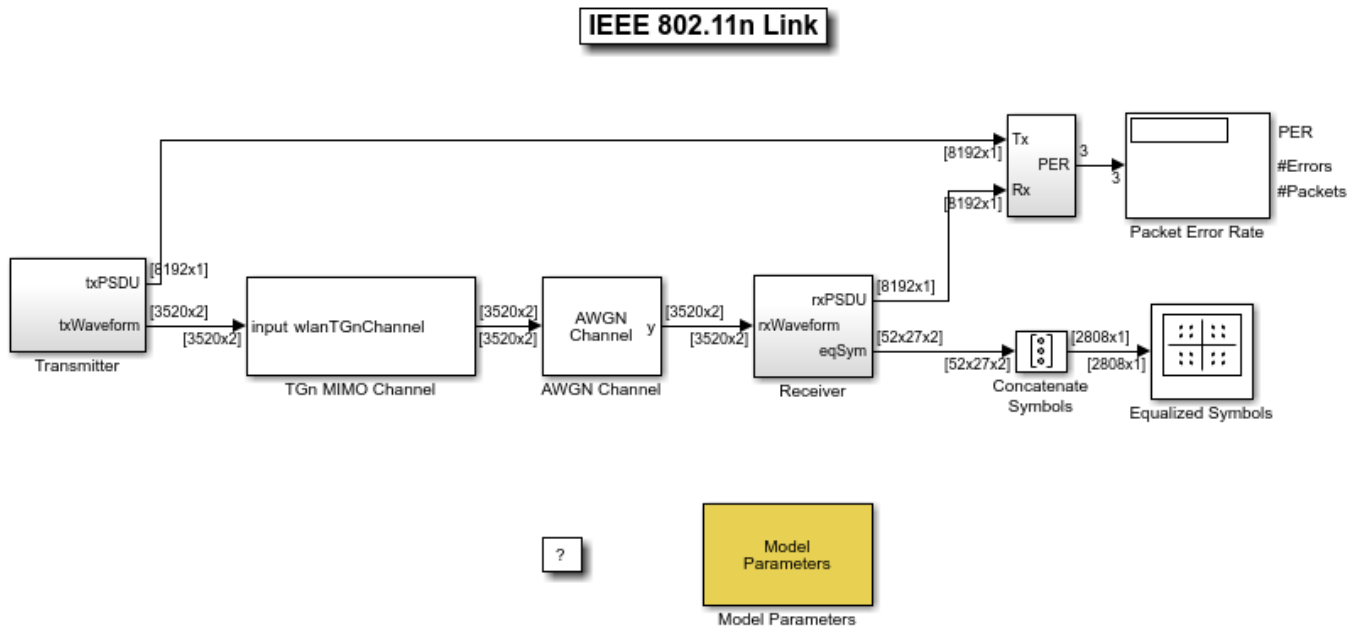 IEEE 802.11n Link
Tx
[8192x1]
PER
3
3
Rx
[8192x1]
PER
#Errors
#Packets
Packet Error Rate
txPSDU
[8192x1]
txWaveform
[3520x2]
[3520x2]
Transmitter
input wlanTGnChannel
[3520x2]
[3520x2]
TGn MIMO Channel
AWGN
Channel
y
[3520x2]
[3520x2]
AWGN Channel
rxPSDU
[8192x1]
rxWaveform
eqSym
[52x27x2]
[52x27x2]
Receiver
[2808x1]
[2808x1]
Concatenate
Symbols
Equalized Symbols
?
Model
Parameters
Model Parameters